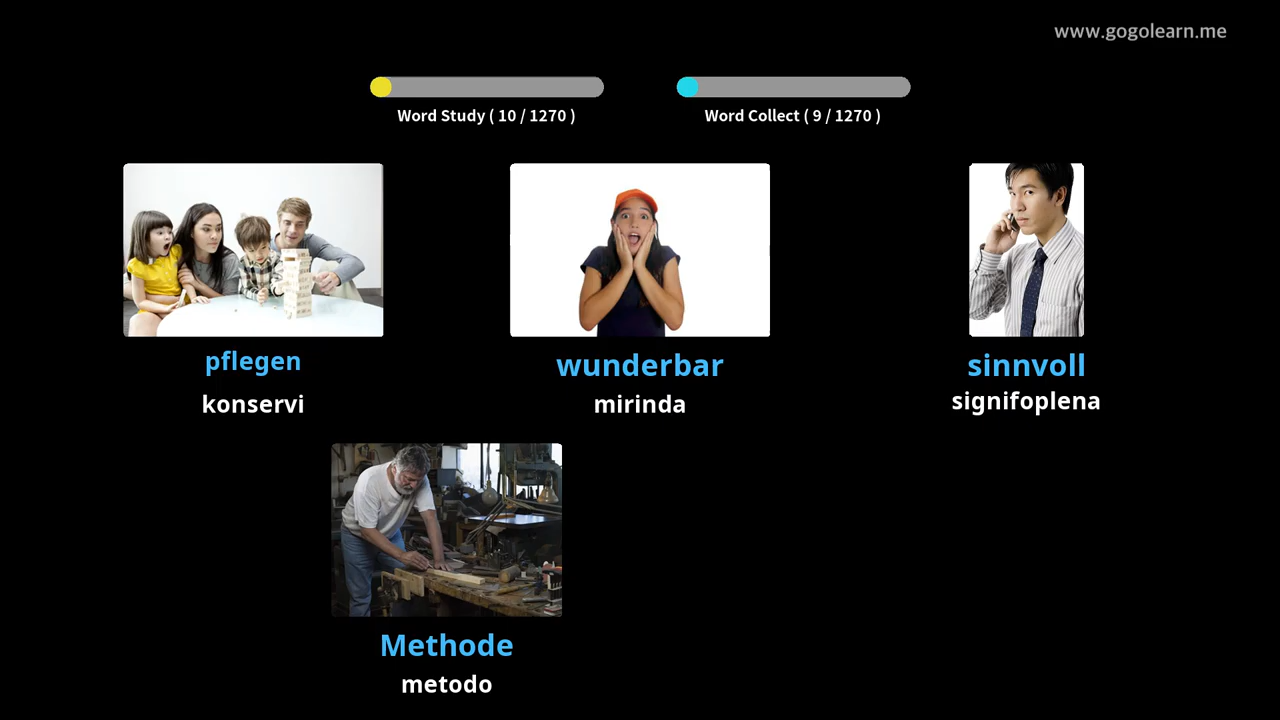 www.gogolearn.me
Word Study ( 10 / 1270 )
Word Collect ( 9 / 1270 )
pflegen
konservi
wunderbar
mirinda
sinnvoll
signifoplena
Methode
metodo